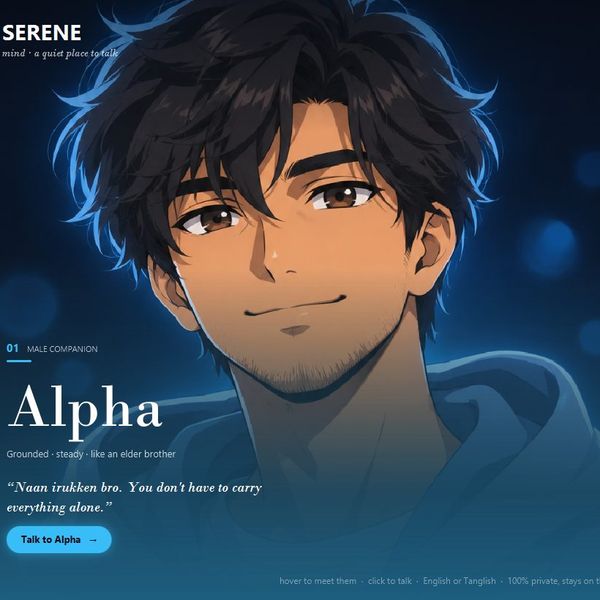 SERENE
mind · a quiet place to talk
01 MALE COMPANION
Alpha
Grounded · steady · like an elder brother
“Naan irukken bro. You don't have to carry
everything alone.”
Talk to Alpha →
hover to meet them · click to talk · English or Tanglish · 100% private, stays on